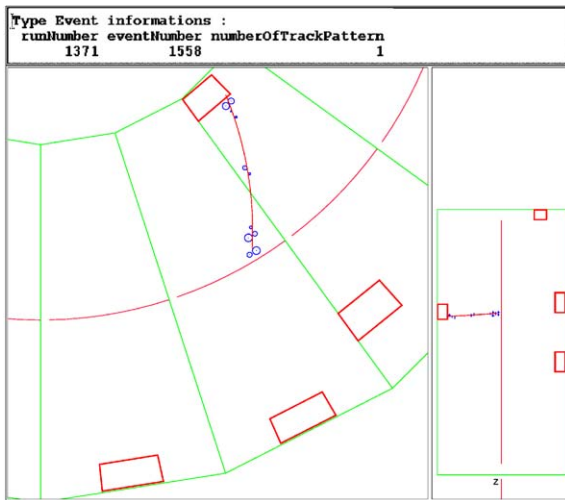 Type Event informations :
runNumber eventNumber numberOfTrackPattern
1371 1558 1
z